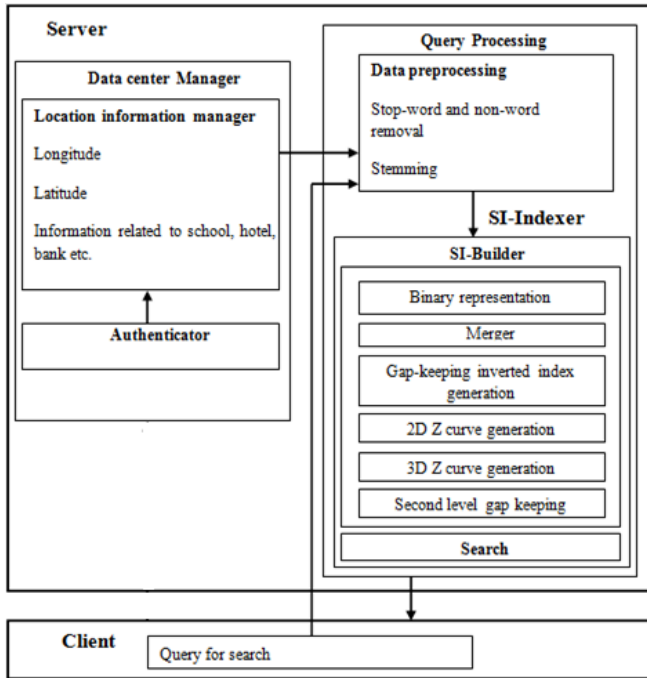 Server
Data center Manager
Location information manager
Longitude
Latitude
Information related to school, hotel,
bank etc.
Authenticator
Query Processing
Data preprocessing
Stop-word and non-word
removal
Stemming
SI-Indexer
SI-Builder
Binary representation
Merger
Gap-keeping inverted index
generation
2D Z curve generation
3D Z curve generation
Second level gap keeping
Search
Client
Query for search